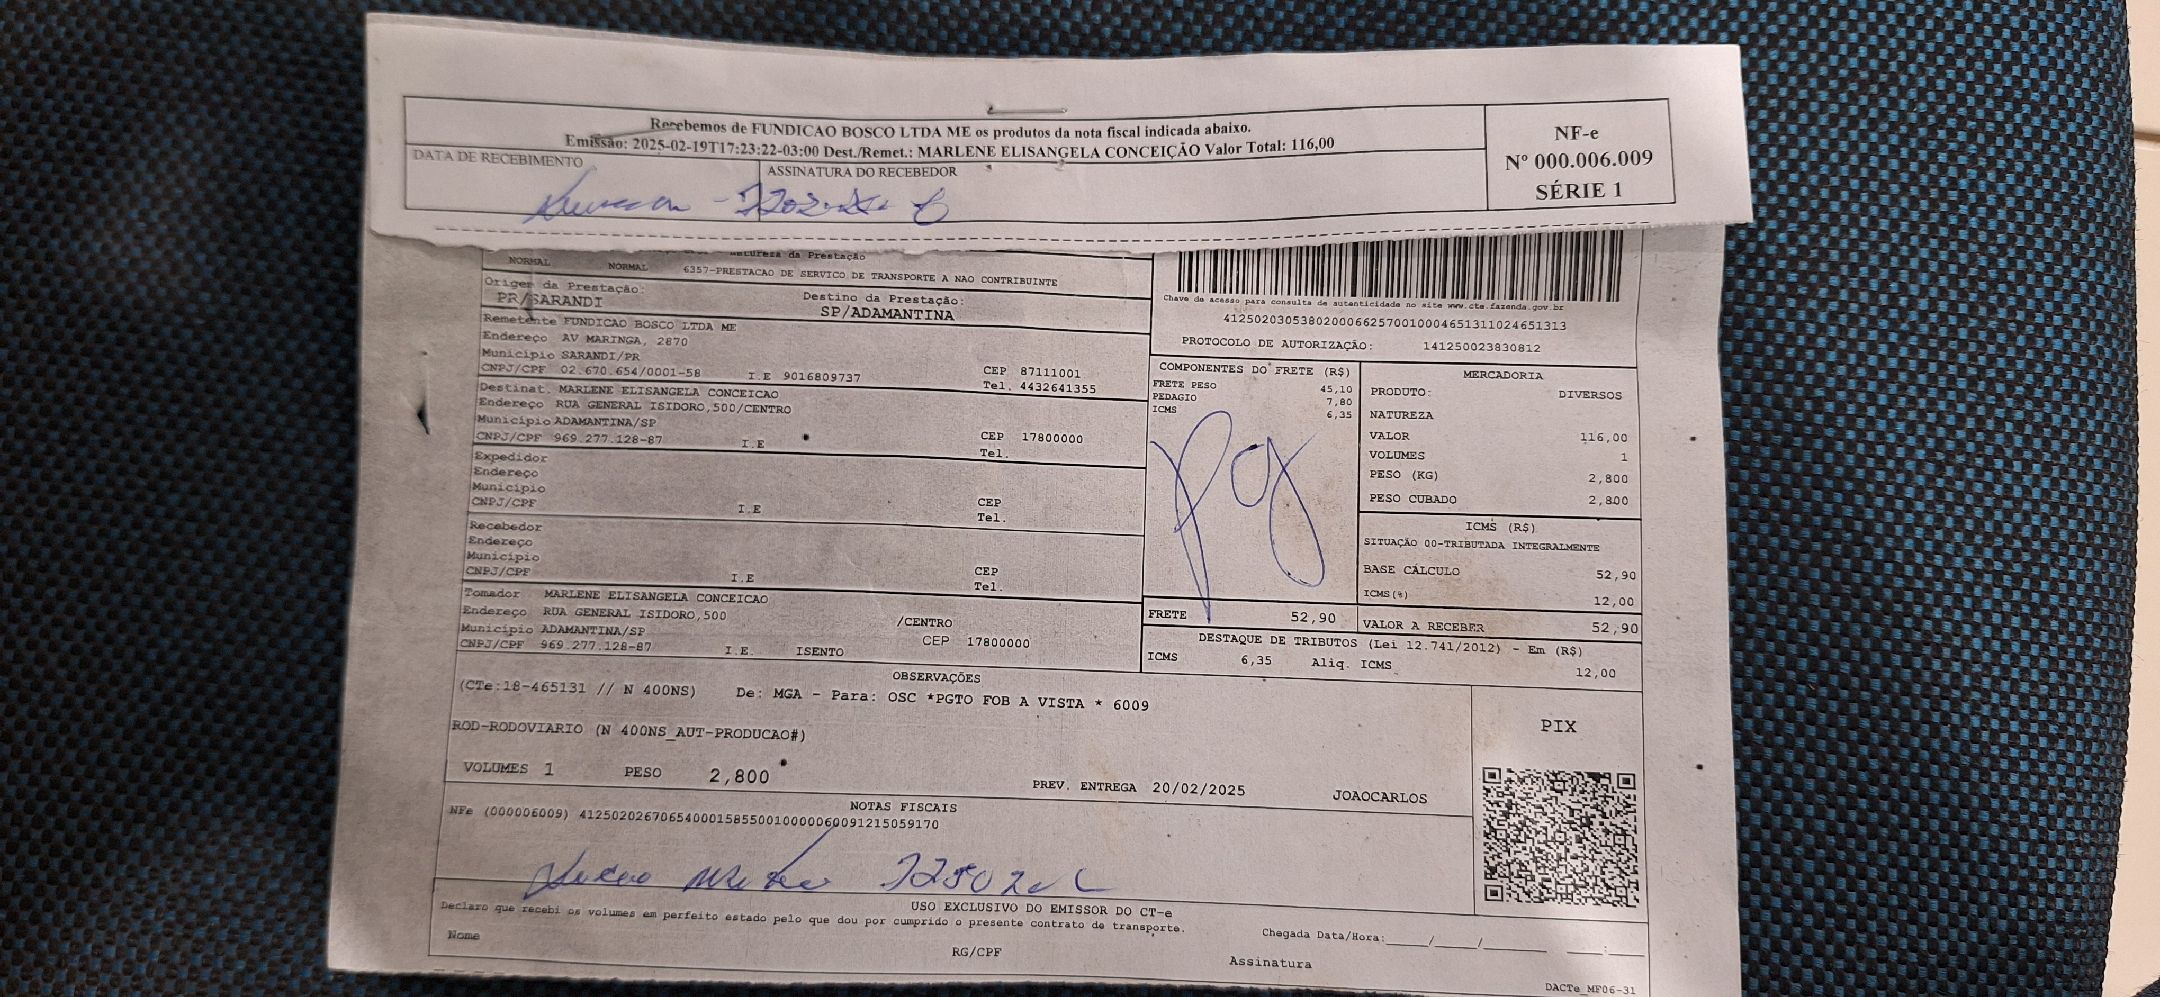 Recebemos de FUNDICAO BOSCO LTDA ME os produtos da nota fiscal indicada abaixo.
Emissão: 2025-02-19T17:23:22-03:00 Dest./Remet.: MARLENE ELISANGELA CONCEIÇÃO Valor Total: 116,00
DATA DE RECEBIMENTO
ASSINATURA DO RECEBEDOR
NF-e
Nº 000.006.009
SÉRIE 1
Natureza da Prestação
NORMAL NORMAL 6357-PRESTACAO DE SERVICO DE TRANSPORTE A NAO CONTRIBUINTE
Origem da Prestação: Destino da Prestação:
PR/SARANDI SP/ADAMANTINA
Remetente FUNDICAO BOSCO LTDA ME
Endereço AV MARINGA, 2870
Município SARANDI/PR CEP 87111001
CNPJ/CPF 02.670.654/0001-58 I.E 9016809737 Tel. 4432641355
Destinat. MARLENE ELISANGELA CONCEICAO
Endereço RUA GENERAL ISIDORO,500/CENTRO
Município ADAMANTINA/SP CEP 17800000
CNPJ/CPF 969.277.128-87 I.E Tel.
Expedidor
Endereço
Município CEP
CNPJ/CPF I.E Tel.
Recebedor
Endereço
Município CEP
CNPJ/CPF I.E Tel.
Tomador MARLENE ELISANGELA CONCEICAO
Endereço RUA GENERAL ISIDORO,500 /CENTRO
Município ADAMANTINA/SP CEP 17800000
CNPJ/CPF 969.277.128-87 I.E. ISENTO
Chave de acesso para consulta de autenticidade no site www.cte.fazenda.gov.br
41250203053802000662570010004651311024651313
PROTOCOLO DE AUTORIZAÇÃO: 141250023830812
COMPONENTES DO FRETE (R$)
FRETE PESO 45,10
PEDAGIO 7,80
ICMS 6,35
pg
FRETE 52,90
MERCADORIA
PRODUTO: DIVERSOS
NATUREZA
VALOR 116,00
VOLUMES 1
PESO (KG) 2,800
PESO CUBADO 2,800
ICMS (R$)
SITUAÇÃO 00-TRIBUTADA INTEGRALMENTE
BASE CÁLCULO 52,90
ICMS(%) 12,00
VALOR A RECEBER 52,90
DESTAQUE DE TRIBUTOS (Lei 12.741/2012) - Em (R$)
ICMS 6,35 Aliq. ICMS 12,00
OBSERVAÇÕES
(CTe:18-465131 // N 400NS) De: MGA - Para: OSC *PGTO FOB A VISTA * 6009
ROD-RODOVIARIO (N 400NS_AUT-PRODUCAO#)
VOLUMES 1 PESO 2,800 PREV. ENTREGA 20/02/2025 JOAOCARLOS
PIX
NOTAS FISCAIS
NFe (000006009) 41250202670654000158550010000060091215059170
USO EXCLUSIVO DO EMISSOR DO CT-e
Declaro que recebi os volumes em perfeito estado pelo que dou por cumprido o presente contrato de transporte.
Nome RG/CPF Assinatura
Chegada Data/Hora:_____/_____/_______ ____:____
DACTe_MF06-31